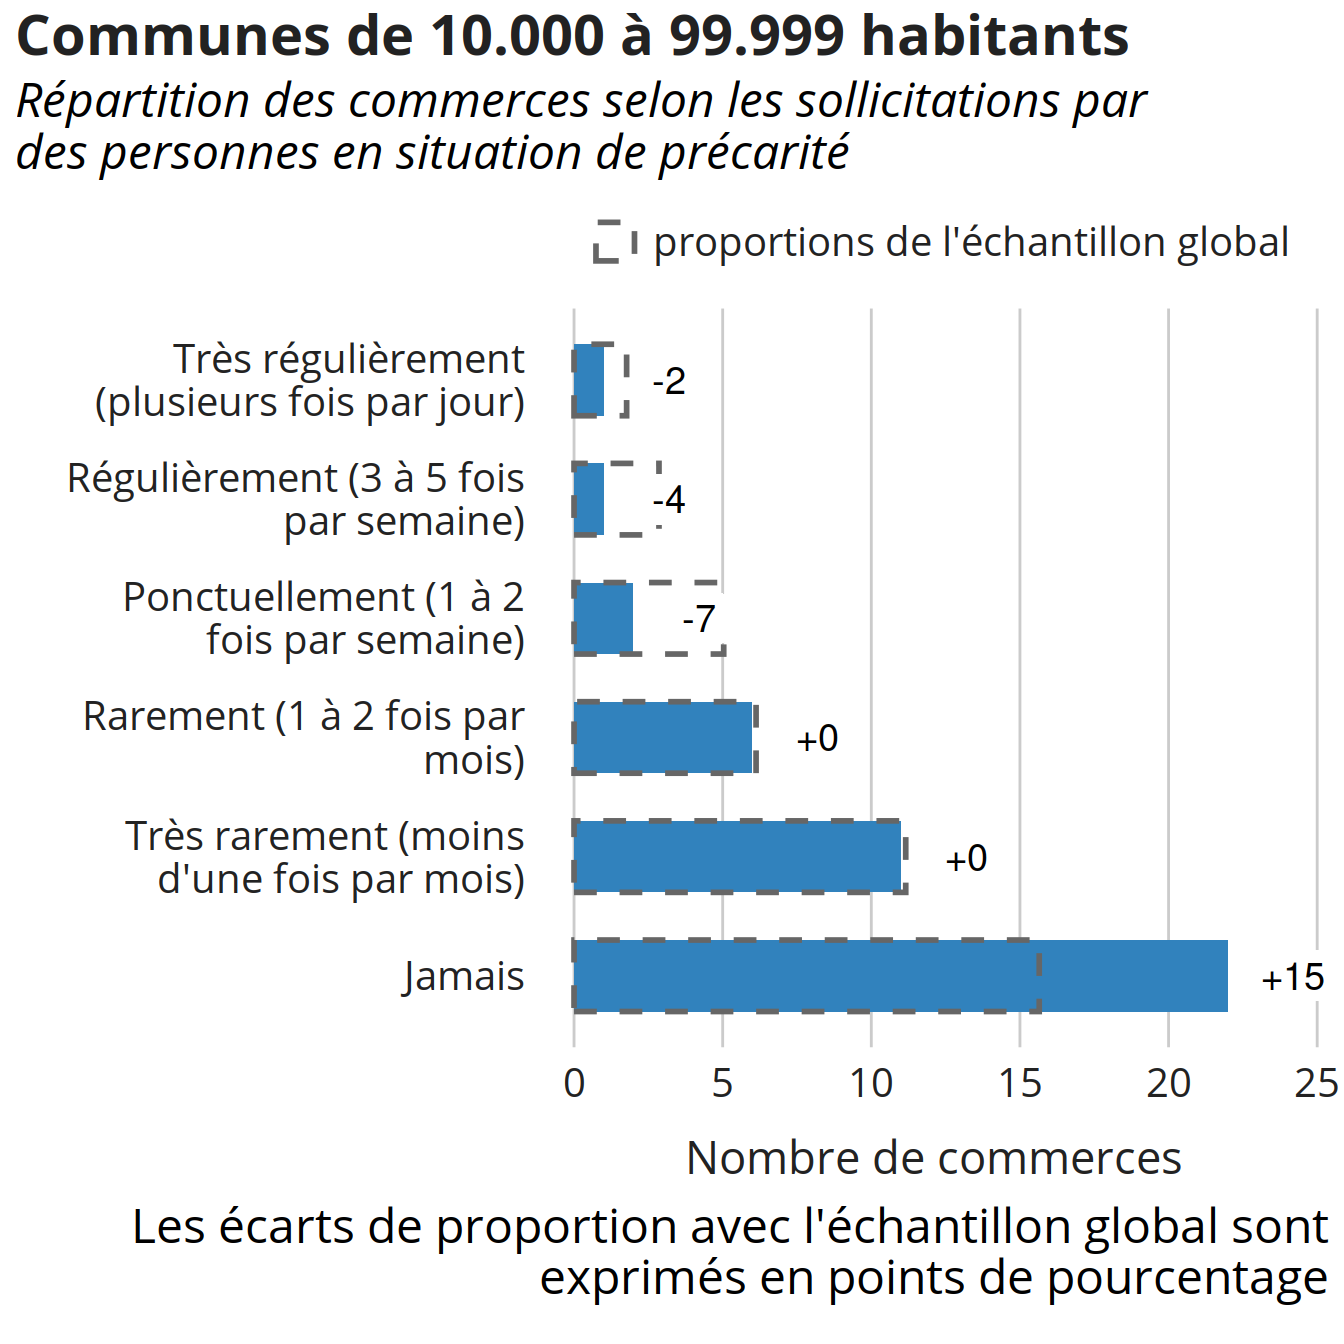 Communes de 10.000 à 99.999 habitants
Répartition des commerces selon les sollicitations par
des personnes en situation de précarité
proportions de l'échantillon global
Très régulièrement
(plusieurs fois par jour)
-2
Régulièrement (3 à 5 fois
par semaine)
-4
Ponctuellement (1 à 2
fois par semaine)
-7
Rarement (1 à 2 fois par
mois)
+0
Très rarement (moins
d'une fois par mois)
+0
Jamais
+15
0 5 10 15 20 25
Nombre de commerces
Les écarts de proportion avec l'échantillon global sont
exprimés en points de pourcentage